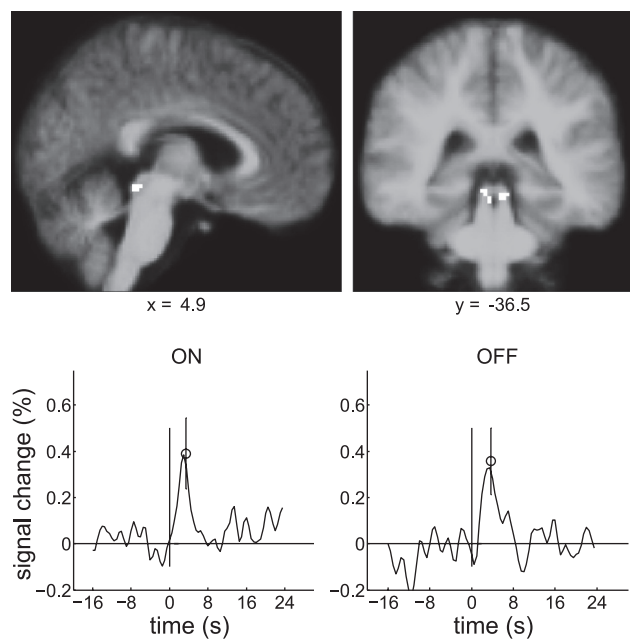 x = 4.9
y = -36.5
ON
OFF
signal change (%)
0.6
0.4
0.2
0
-0.2
-16 -8 0 8 16 24
time (s)
0.6
0.4
0.2
0
-0.2
-16 -8 0 8 16 24
time (s)